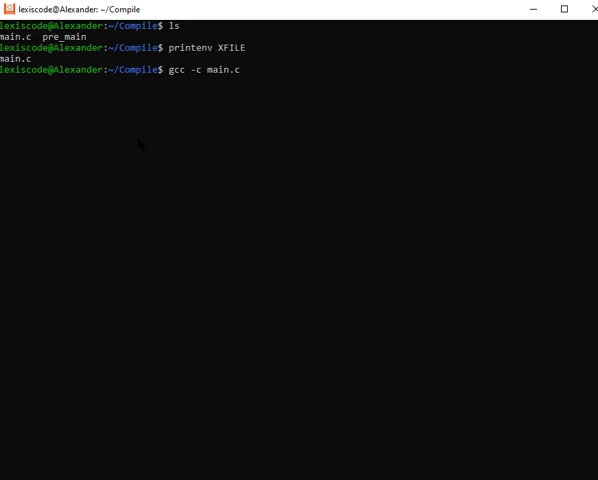 lexiscode@Alexander: ~/Compile
lexiscode@Alexander:~/Compile$ ls
main.c pre_main
lexiscode@Alexander:~/Compile$ printenv XFILE
main.c
lexiscode@Alexander:~/Compile$ gcc -c main.c